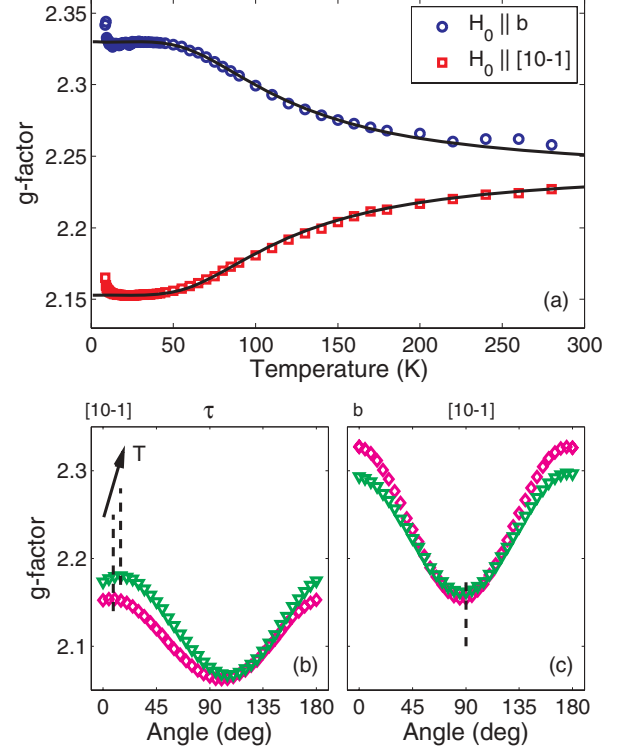 2.35
2.3
2.25
2.2
2.15
g-factor
H0 || b
H0 || [10-1]
(a)
0 50 100 150 200 250 300
Temperature (K)
[10-1] τ
T
2.3
2.2
2.1
g-factor
(b)
0 45 90 135 180
Angle (deg)
b [10-1]
(c)
0 45 90 135 180
Angle (deg)